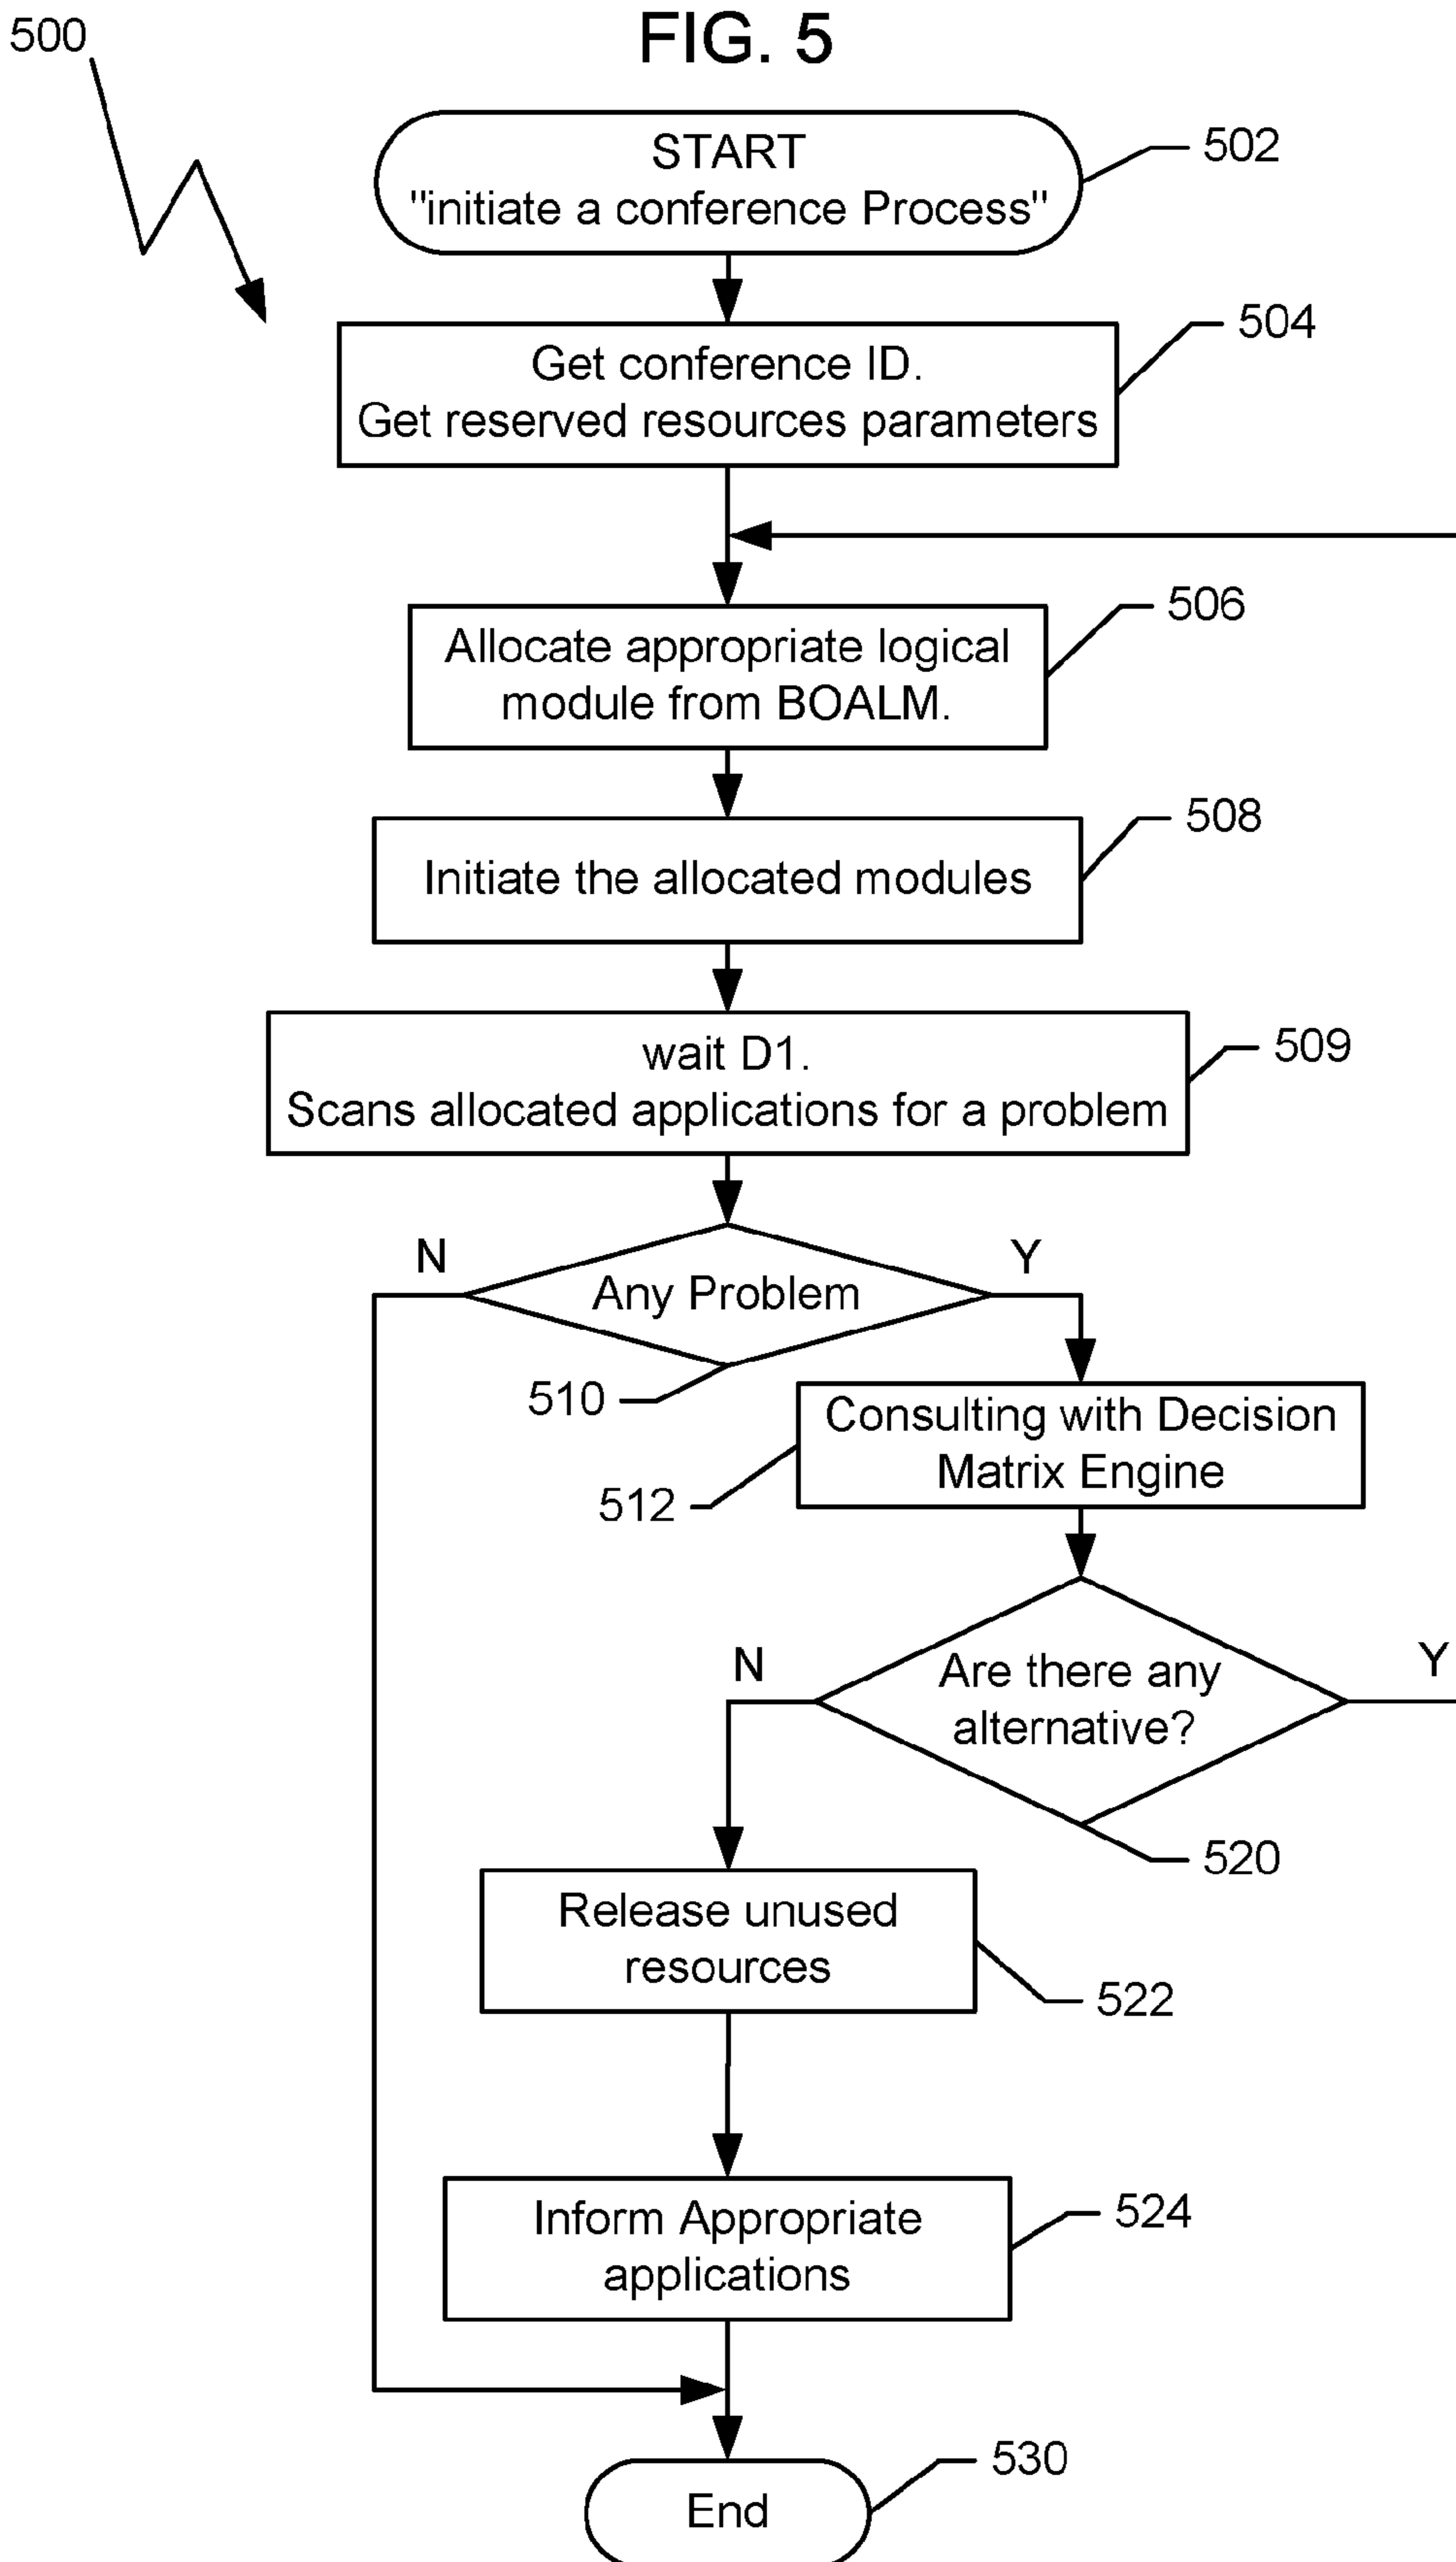 500
FIG. 5
START
"initiate a conference Process"
502
Get conference ID.
Get reserved resources parameters
504
Allocate appropriate logical
module from BOALM.
506
Initiate the allocated modules
508
wait D1.
Scans allocated applications for a problem
509
N
Any Problem
Y
510
Consulting with Decision
Matrix Engine
512
N
Are there any
alternative?
Y
520
Release unused
resources
522
Inform Appropriate
applications
524
End
530